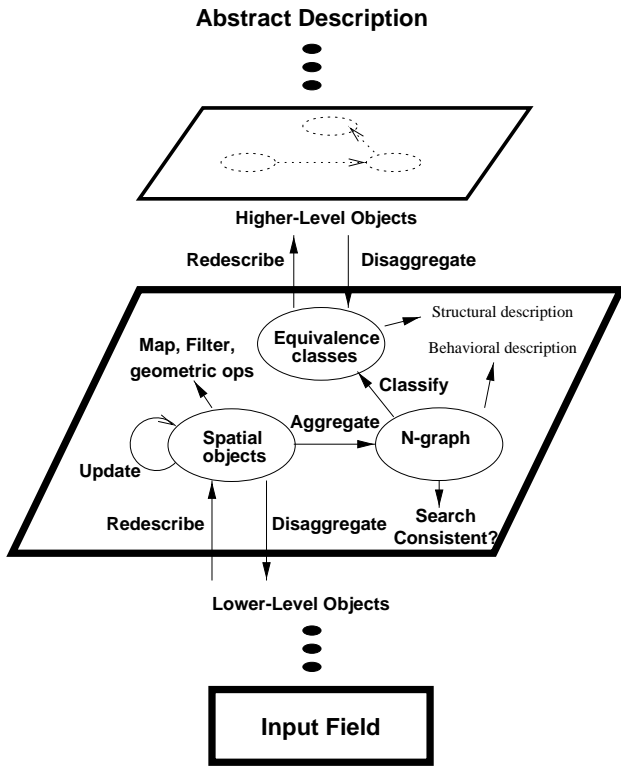 Abstract Description
Higher-Level Objects
Redescribe
Disaggregate
Structural description
Equivalence
classes
Behavioral description
Map, Filter,
geometric ops
Classify
Aggregate
Spatial
objects
N-graph
Update
Search
Consistent?
Redescribe
Disaggregate
Lower-Level Objects
Input Field